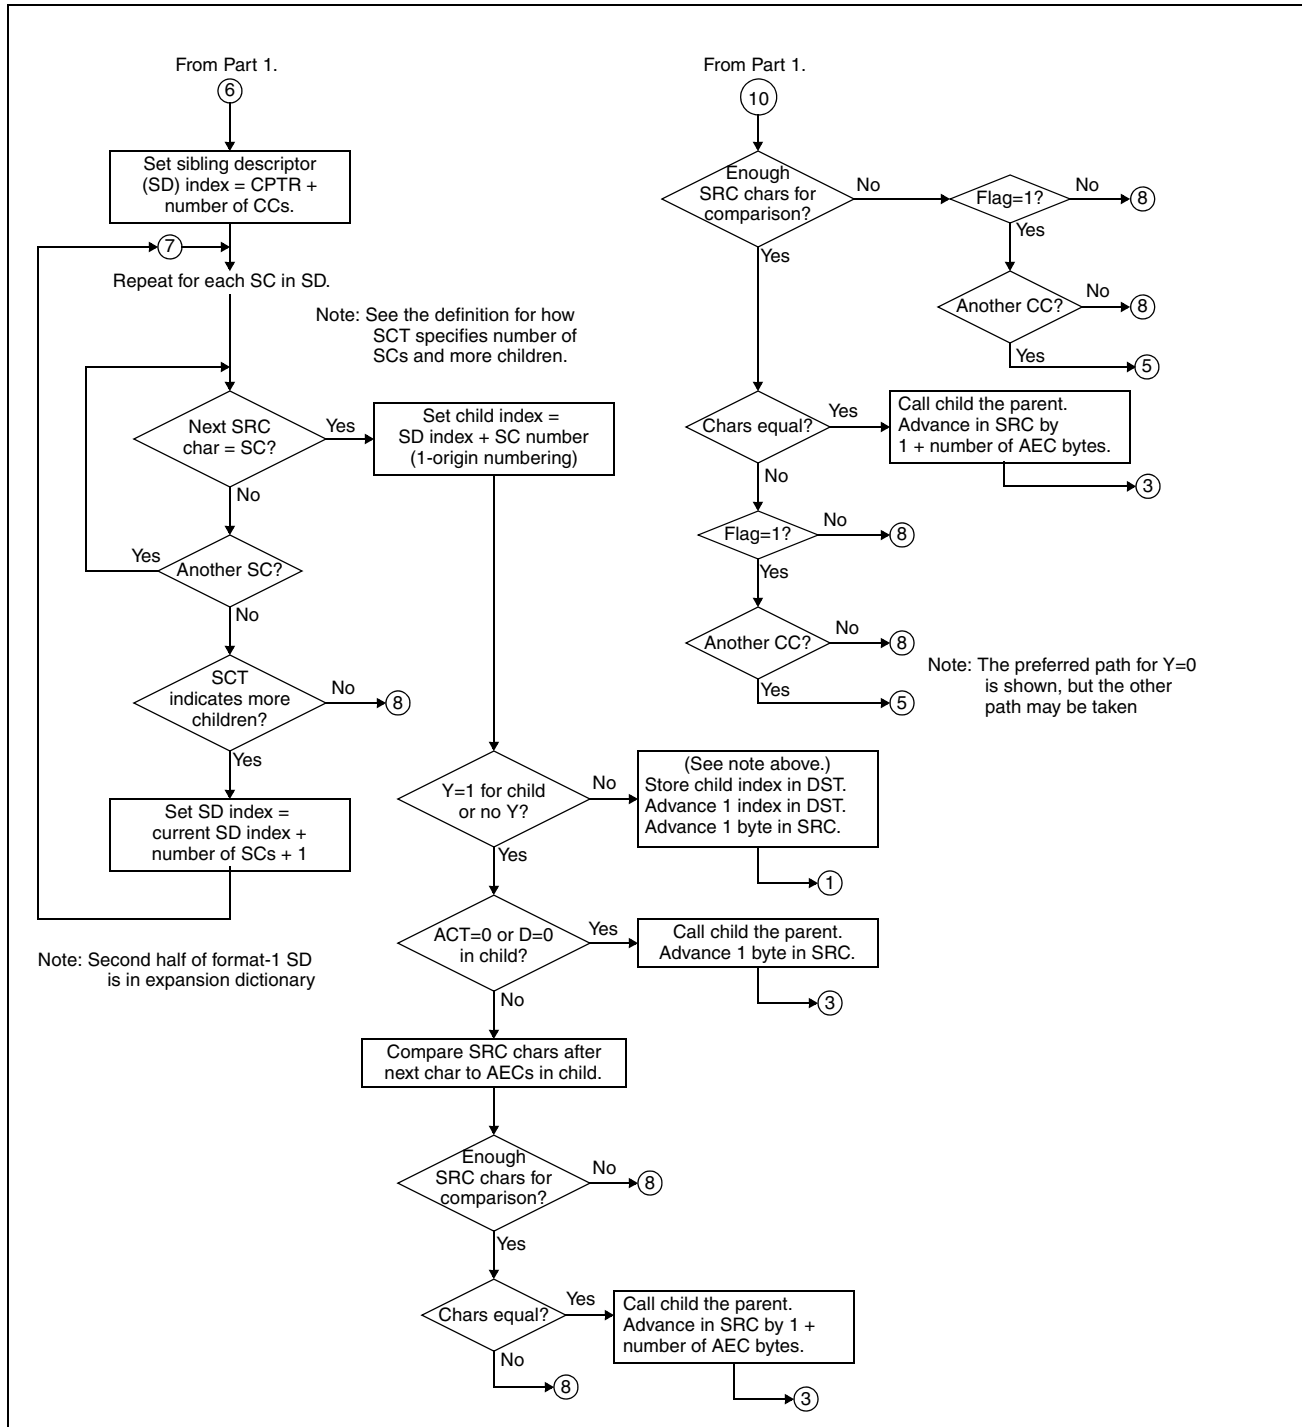 From Part 1.
6
Set sibling descriptor
(SD) index = CPTR +
number of CCs.
7
Repeat for each SC in SD.
Note: See the definition for how
SCT specifies number of
SCs and more children.
Next SRC
char = SC?
Yes
Set child index =
SD index + SC number
(1-origin numbering)
No
Another SC?
Yes
No
SCT
indicates more
children?
No
8
Yes
Set SD index =
current SD index +
number of SCs + 1
Note: Second half of format-1 SD
is in expansion dictionary
Y=1 for child
or no Y?
No
(See note above.)
Store child index in DST.
Advance 1 index in DST.
Advance 1 byte in SRC.
1
Yes
ACT=0 or D=0
in child?
Yes
Call child the parent.
Advance 1 byte in SRC.
3
No
Compare SRC chars after
next char to AECs in child.
Enough
SRC chars for
comparison?
No
8
Yes
Chars equal?
Yes
Call child the parent.
Advance in SRC by 1 +
number of AEC bytes.
3
No
8
From Part 1.
10
Enough
SRC chars for
comparison?
No
Flag=1?
No
8
Yes
Another CC?
No
8
Yes
5
Yes
Chars equal?
Yes
Call child the parent.
Advance in SRC by
1 + number of AEC bytes.
3
No
Flag=1?
No
8
Yes
Another CC?
No
8
Yes
5
Note: The preferred path for Y=0
is shown, but the other
path may be taken